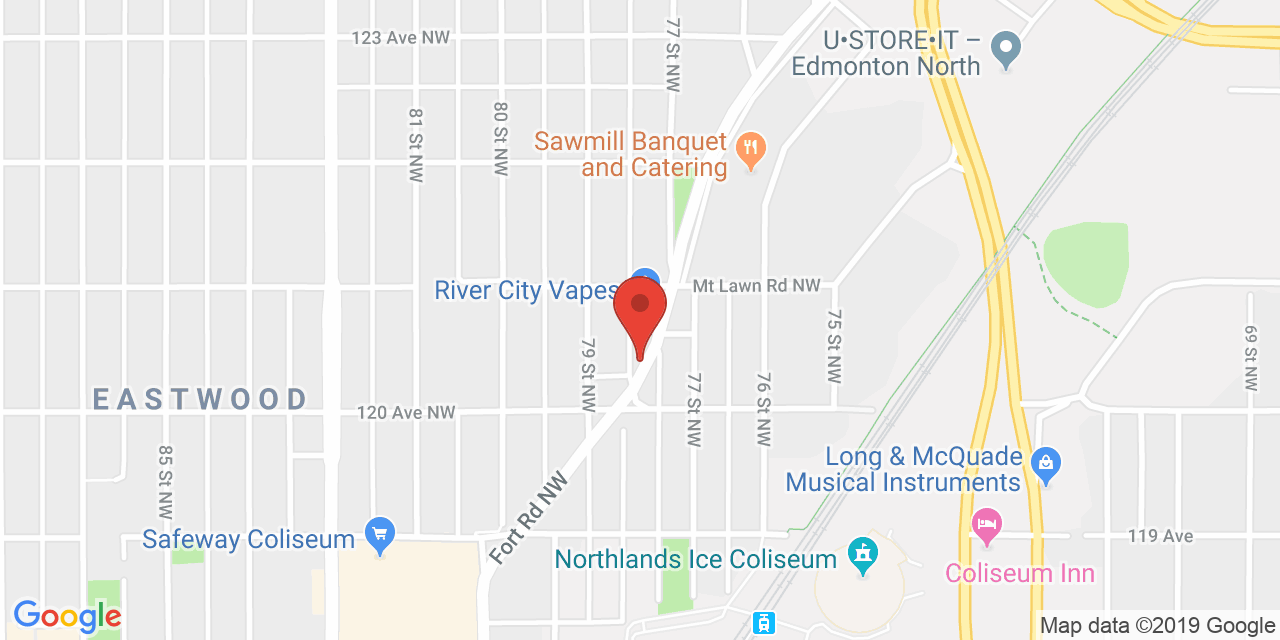 123 Ave NW
77 St NW
U•STORE•IT –
Edmonton North
81 St NW
80 St NW
Sawmill Banquet
and Catering
River City Vapes
Mt Lawn Rd NW
79 St NW
75 St NW
69 St NW
EASTWOOD
120 Ave NW
77 St NW
76 St NW
85 St NW
Long & McQuade
Musical Instruments
Fort Rd NW
Safeway Coliseum
119 Ave
Northlands Ice Coliseum
Coliseum Inn
Google
Map data ©2019 Google